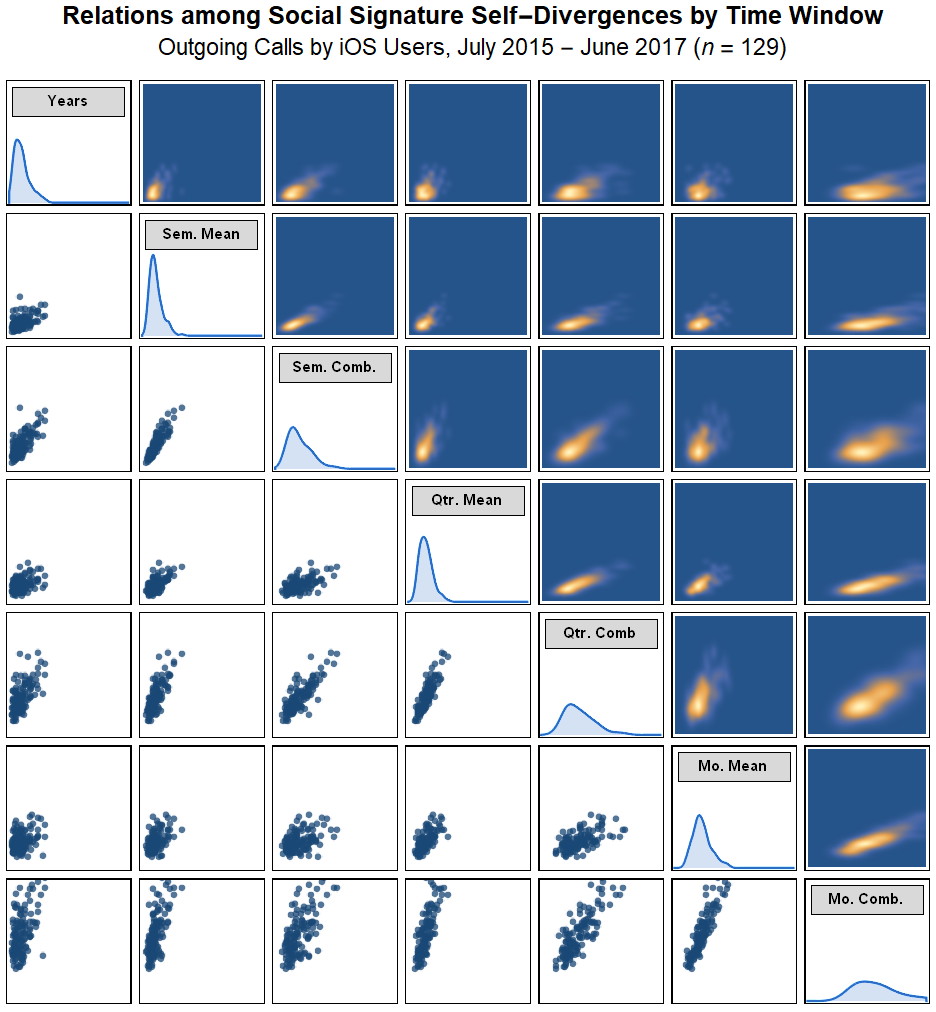 Relations among Social Signature Self−Divergences by Time Window
Outgoing Calls by iOS Users, July 2015 − June 2017 (n = 129)
Years
Sem. Mean
Sem. Comb.
Qtr. Mean
Qtr. Comb
Mo. Mean
Mo. Comb.